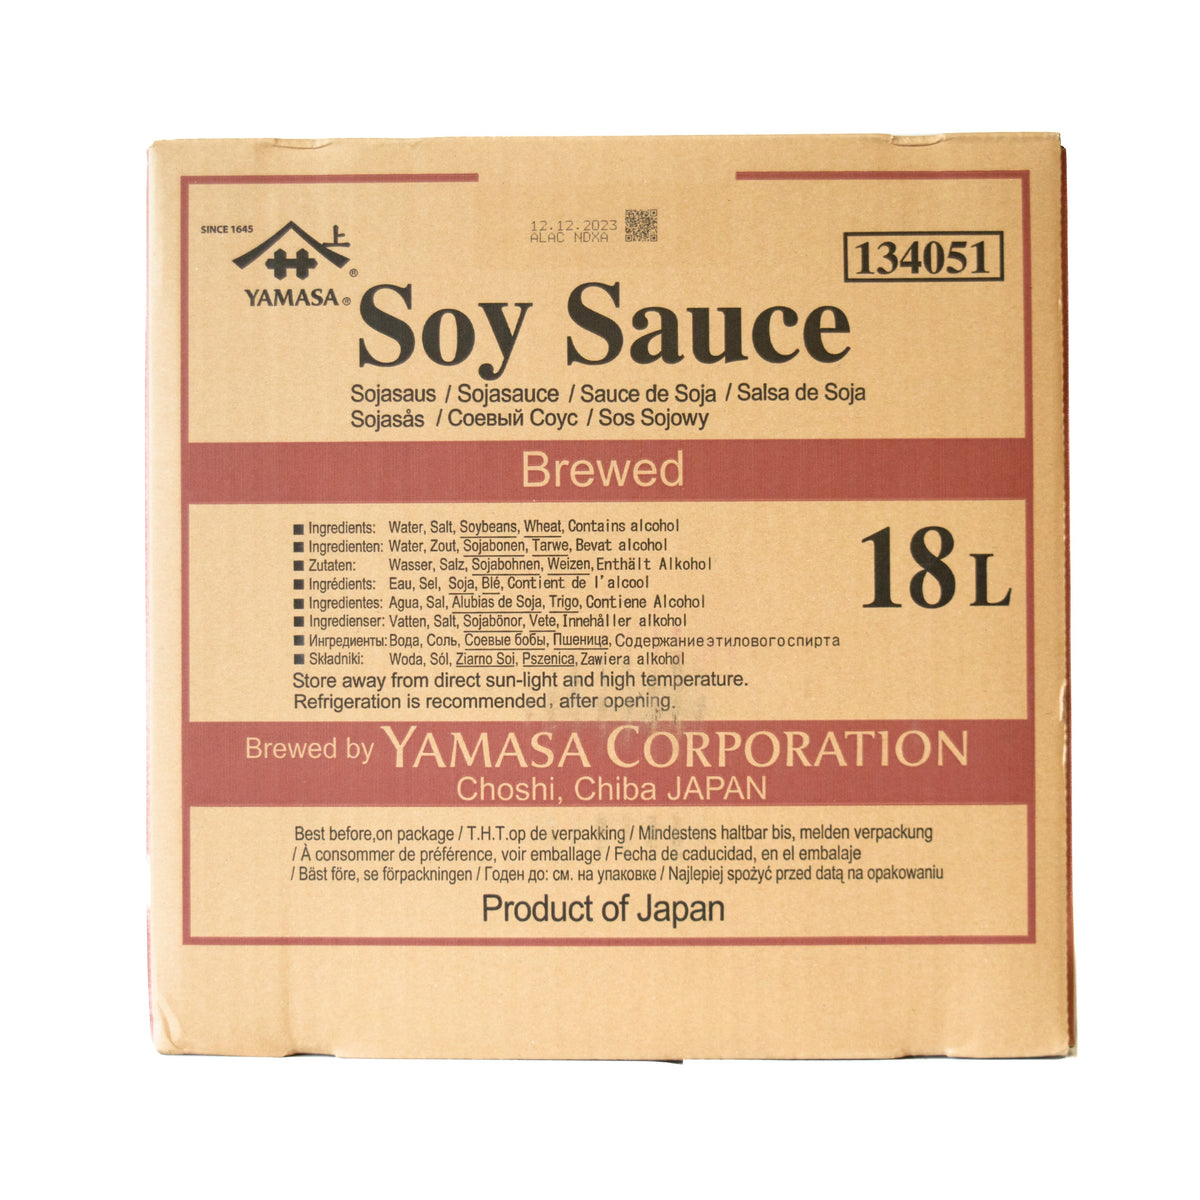 SINCE 1645
上
YAMASA®
12.12.2023
ALAC NDXA
134051
Soy Sauce
Sojasaus / Sojasauce / Sauce de Soja / Salsa de Soja
Sojasås / Соевый Соус / Sos Sojowy
Brewed
18L
■ Ingredients: Water, Salt, Soybeans, Wheat, Contains alcohol
■ Ingredienten: Water, Zout, Sojabonen, Tarwe, Bevat alcohol
■ Zutaten: Wasser, Salz, Sojabohnen, Weizen, Enthält Alkohol
■ Ingrédients: Eau, Sel, Soja, Blé, Contient de l'alcool
■ Ingredientes: Agua, Sal, Alubias de Soja, Trigo, Contiene Alcohol
■ Ingredienser: Vatten, Salt, Sojabönor, Vete, Innehåller alkohol
■ Ингредиенты: Вода, Соль, Соевые бобы, Пшеница, Содержание этилового спирта
■ Składniki: Woda, Sól, Ziarno Soi, Pszenica, Zawiera alkohol
Store away from direct sun-light and high temperature.
Refrigeration is recommended, after opening.
Brewed by YAMASA CORPORATION
Choshi, Chiba JAPAN
Best before,on package / T.H.T.op de verpakking / Mindestens haltbar bis, melden verpackung
/ À consommer de préférence, voir emballage / Fecha de caducidad, en el embalaje
/ Bäst före, se förpackningen / Годен до: см. на упаковке / Najlepiej spożyć przed datą na opakowaniu
Product of Japan